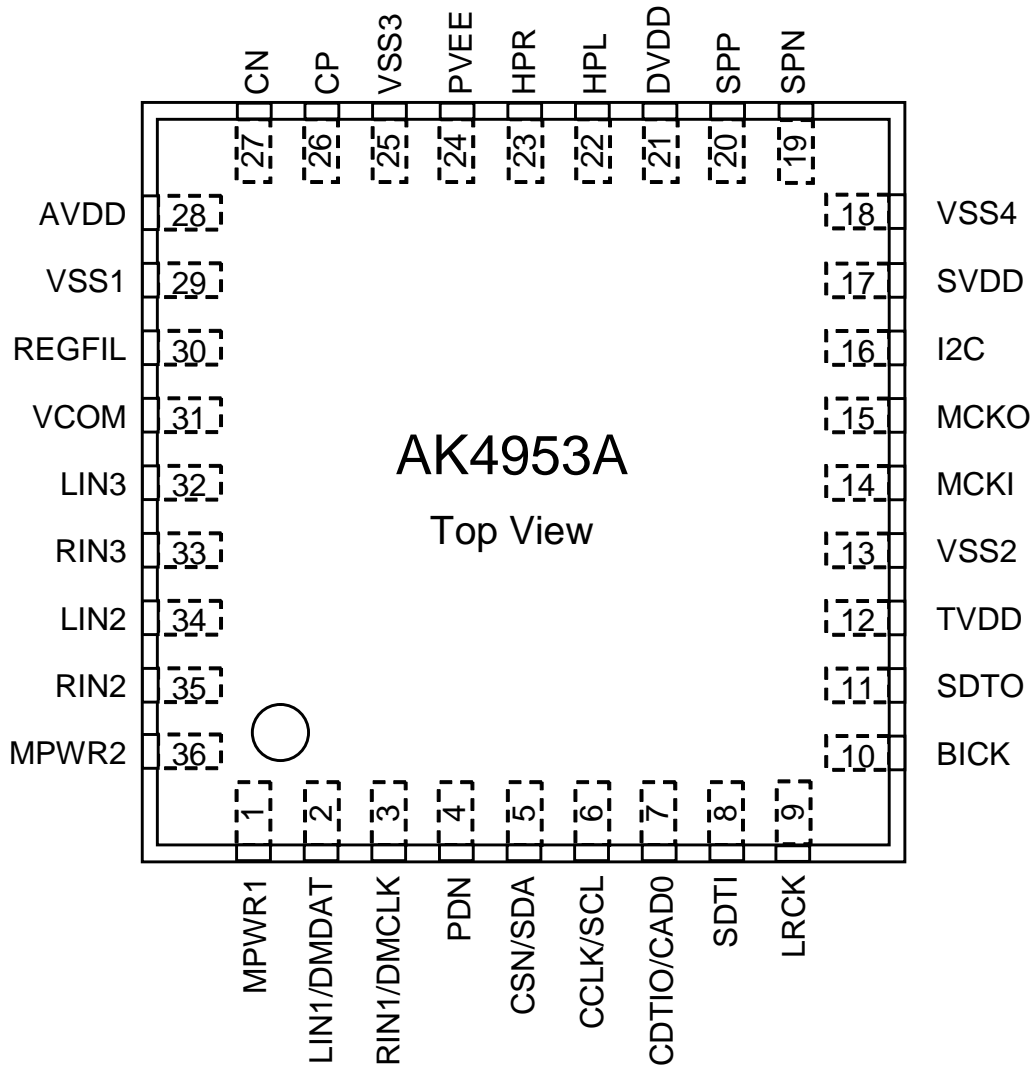 CN
CP
VSS3
PVEE
HPR
HPL
DVDD
SPP
SPN
27
26
25
24
23
22
21
20
19
AVDD 28
VSS1 29
REGFIL 30
VCOM 31
LIN3 32
RIN3 33
LIN2 34
RIN2 35
MPWR2 36
AK4953A
Top View
18 VSS4
17 SVDD
16 I2C
15 MCKO
14 MCKI
13 VSS2
12 TVDD
11 SDTO
10 BICK
1
2
3
4
5
6
7
8
9
MPWR1
LIN1/DMDAT
RIN1/DMCLK
PDN
CSN/SDA
CCLK/SCL
CDTIO/CAD0
SDTI
LRCK